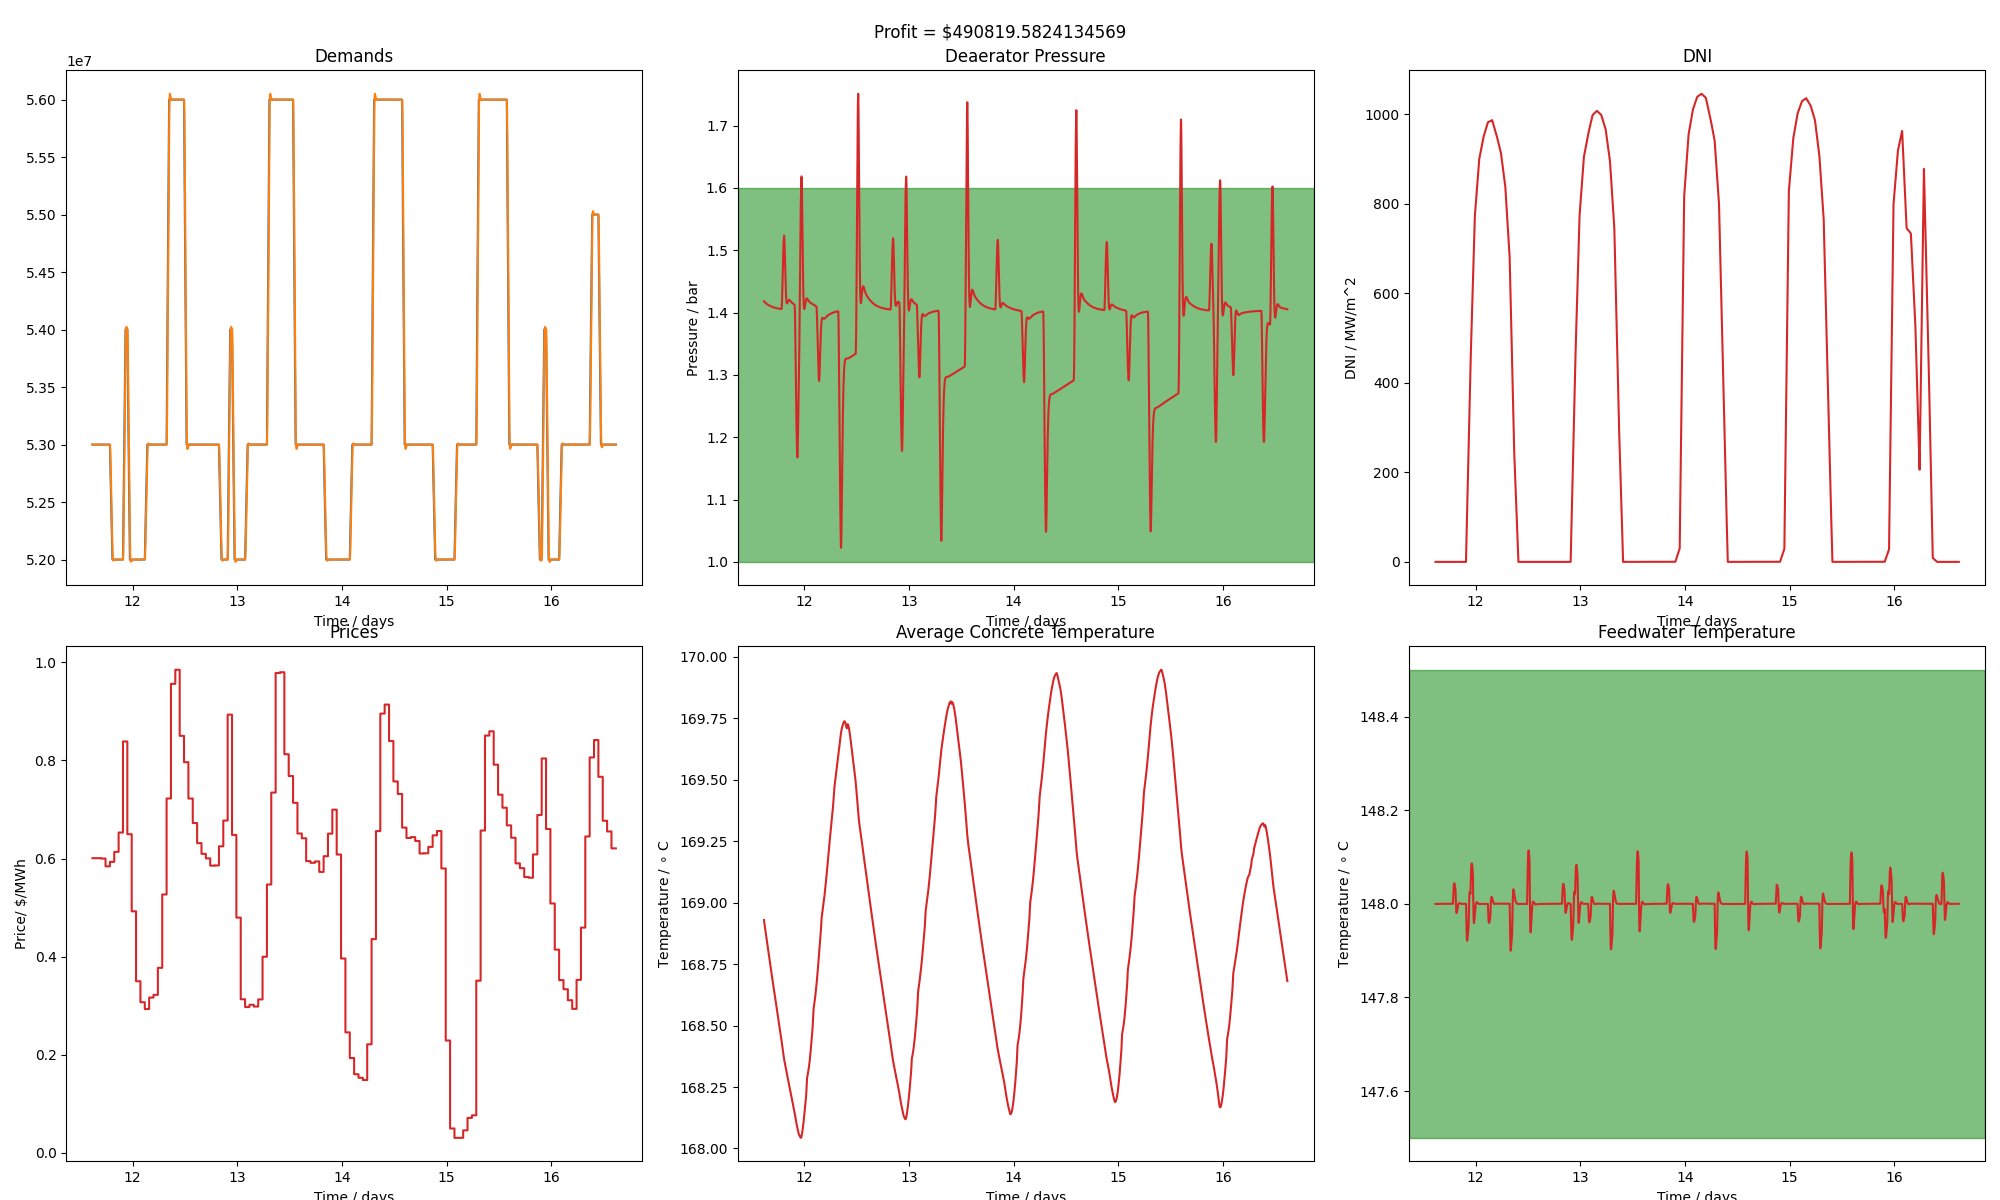 Profit = $490819.5824134569
Demands
1e7
5.60
5.55
5.50
5.45
5.40
5.35
5.30
5.25
5.20
12 13 14 15 16
Time / days
Deaerator Pressure
Pressure / bar
1.7
1.6
1.5
1.4
1.3
1.2
1.1
1.0
12 13 14 15 16
Time / days
DNI
DNI / MW/m^2
1000
800
600
400
200
0
12 13 14 15 16
Time / days
Prices
Price/ $/MWh
1.0
0.8
0.6
0.4
0.2
0.0
12 13 14 15 16
Time / days
Average Concrete Temperature
Temperature / ∘ C
170.00
169.75
169.50
169.25
169.00
168.75
168.50
168.25
168.00
12 13 14 15 16
Time / days
Feedwater Temperature
Temperature / ∘ C
148.4
148.2
148.0
147.8
147.6
12 13 14 15 16
Time / days